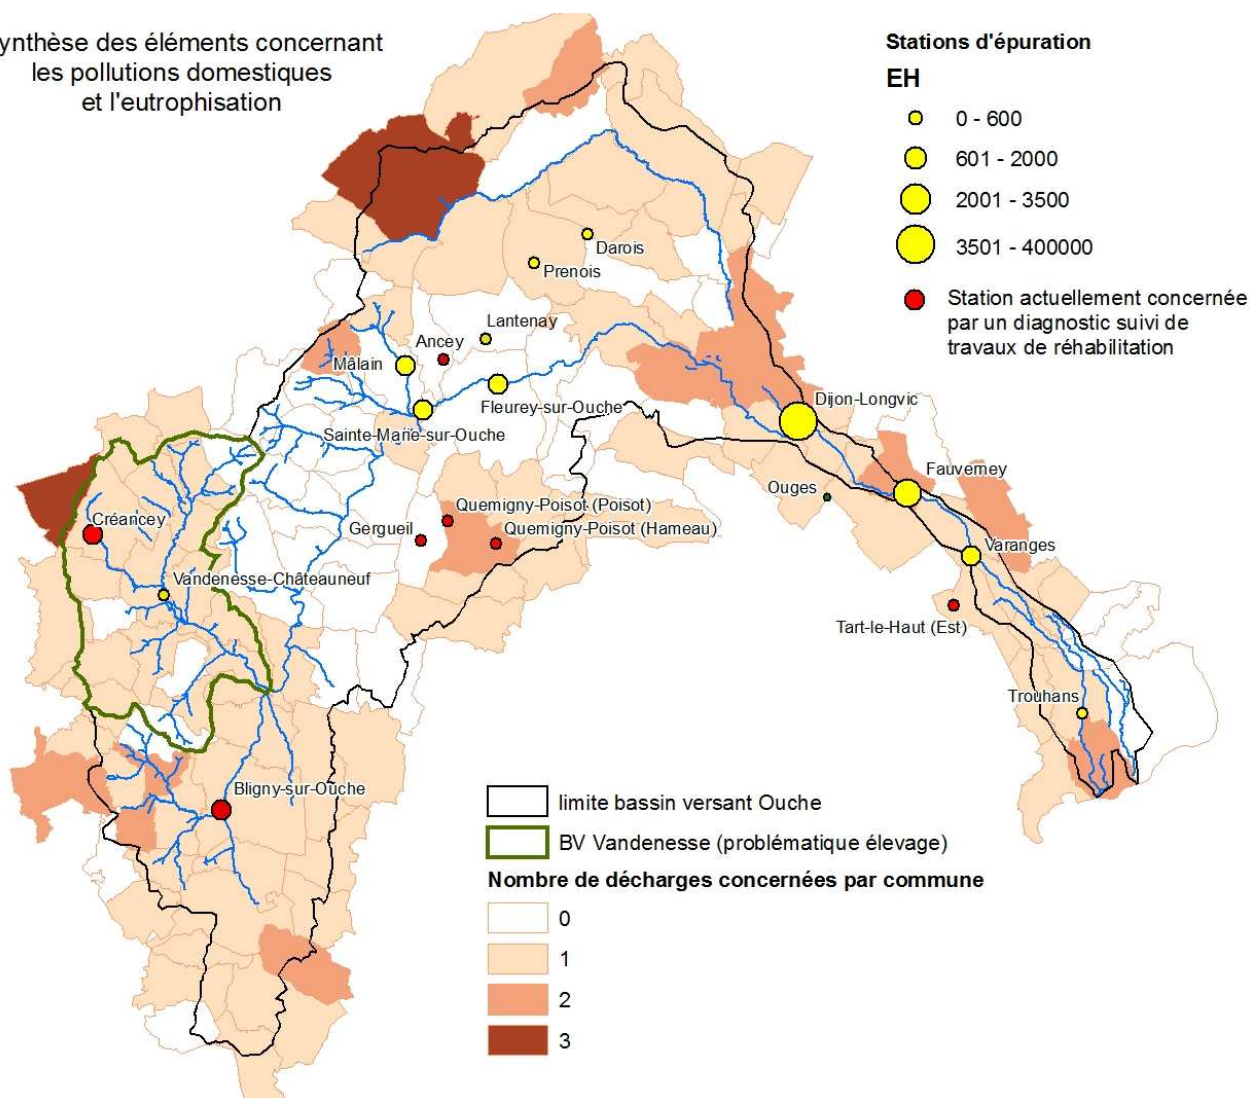 ynthèse des éléments concernant
les pollutions domestiques
et l'eutrophisation
Stations d'épuration
EH
0 - 600
601 - 2000
2001 - 3500
3501 - 400000
Station actuellement concernée
par un diagnostic suivi de
travaux de réhabilitation
Darois
Prenois
Lantenay
Ancey
Mâlain
Fleurey-sur-Ouche
Sainte-Marie-sur-Ouche
Dijon-Longvic
Fauverney
Ouges
Quemigny-Poisot (Poisot)
Gergueil
Quemigny-Poisot (Hameau)
Créancey
Varanges
Vandenesse-Châteauneuf
Tart-le-Haut (Est)
Trouhans
Bligny-sur-Ouche
limite bassin versant Ouche
BV Vandenesse (problématique élevage)
Nombre de décharges concernées par commune
0
1
2
3